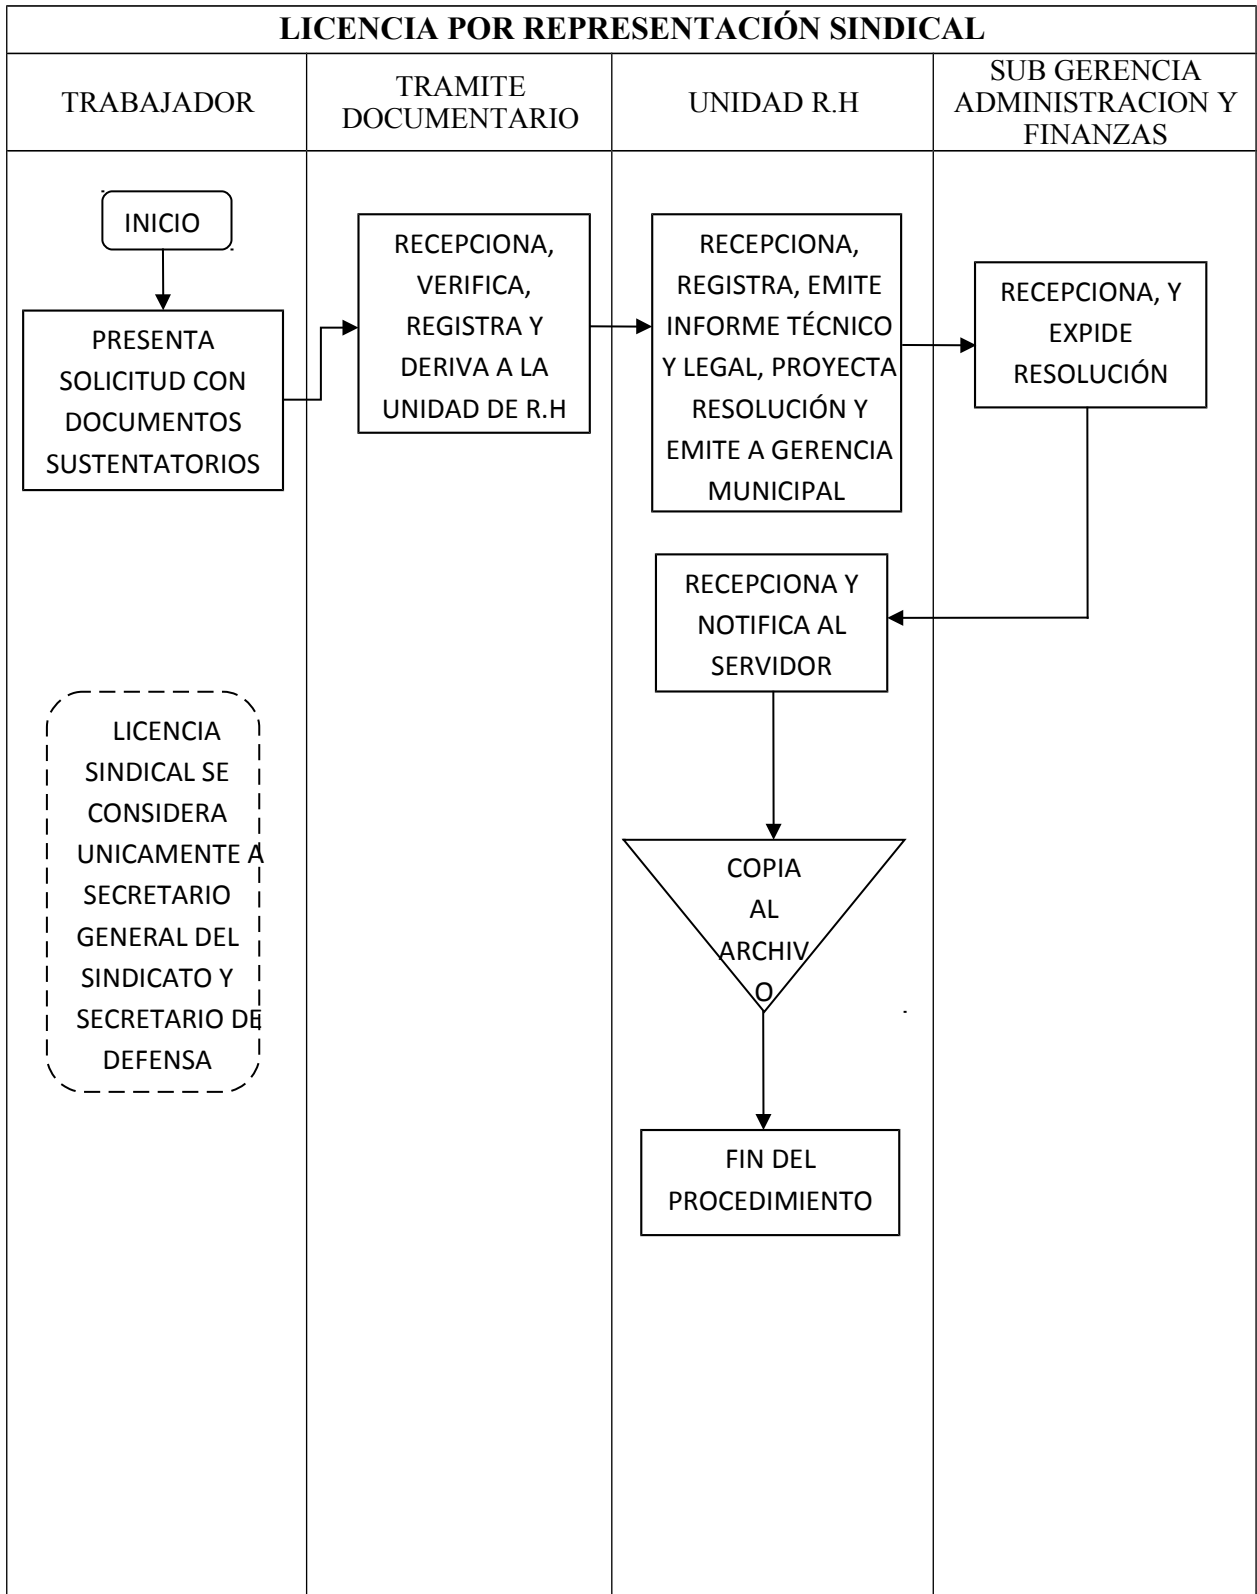 LICENCIA POR REPRESENTACIÓN SINDICAL
TRABAJADOR
TRAMITE
DOCUMENTARIO
UNIDAD R.H
SUB GERENCIA
ADMINISTRACION Y
FINANZAS
INICIO
PRESENTA
SOLICITUD CON
DOCUMENTOS
SUSTENTATORIOS
RECEPCIONA,
VERIFICA,
REGISTRA Y
DERIVA A LA
UNIDAD DE R.H
RECEPCIONA,
REGISTRA, EMITE
INFORME TÉCNICO
Y LEGAL, PROYECTA
RESOLUCIÓN Y
EMITE A GERENCIA
MUNICIPAL
RECEPCIONA, Y
EXPIDE
RESOLUCIÓN
RECEPCIONA Y
NOTIFICA AL
SERVIDOR
LICENCIA
SINDICAL SE
CONSIDERA
UNICAMENTE A
SECRETARIO
GENERAL DEL
SINDICATO Y
SECRETARIO DE
DEFENSA
COPIA
AL
ARCHIV
O
FIN DEL
PROCEDIMIENTO